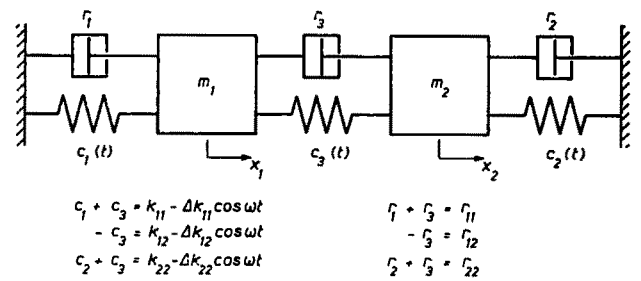 r₁ r₃ r₂
m₁ m₂
c₁(t) x₁ c₃(t) x₂ c₂(t)
c₁ + c₃ = k₁₁ - Δk₁₁ cos ωt r₁ + r₃ = r₁₁
- c₃ = k₁₂ - Δk₁₂ cos ωt - r₃ = r₁₂
c₂ + c₃ = k₂₂ - Δk₂₂ cos ωt r₂ + r₃ = r₂₂